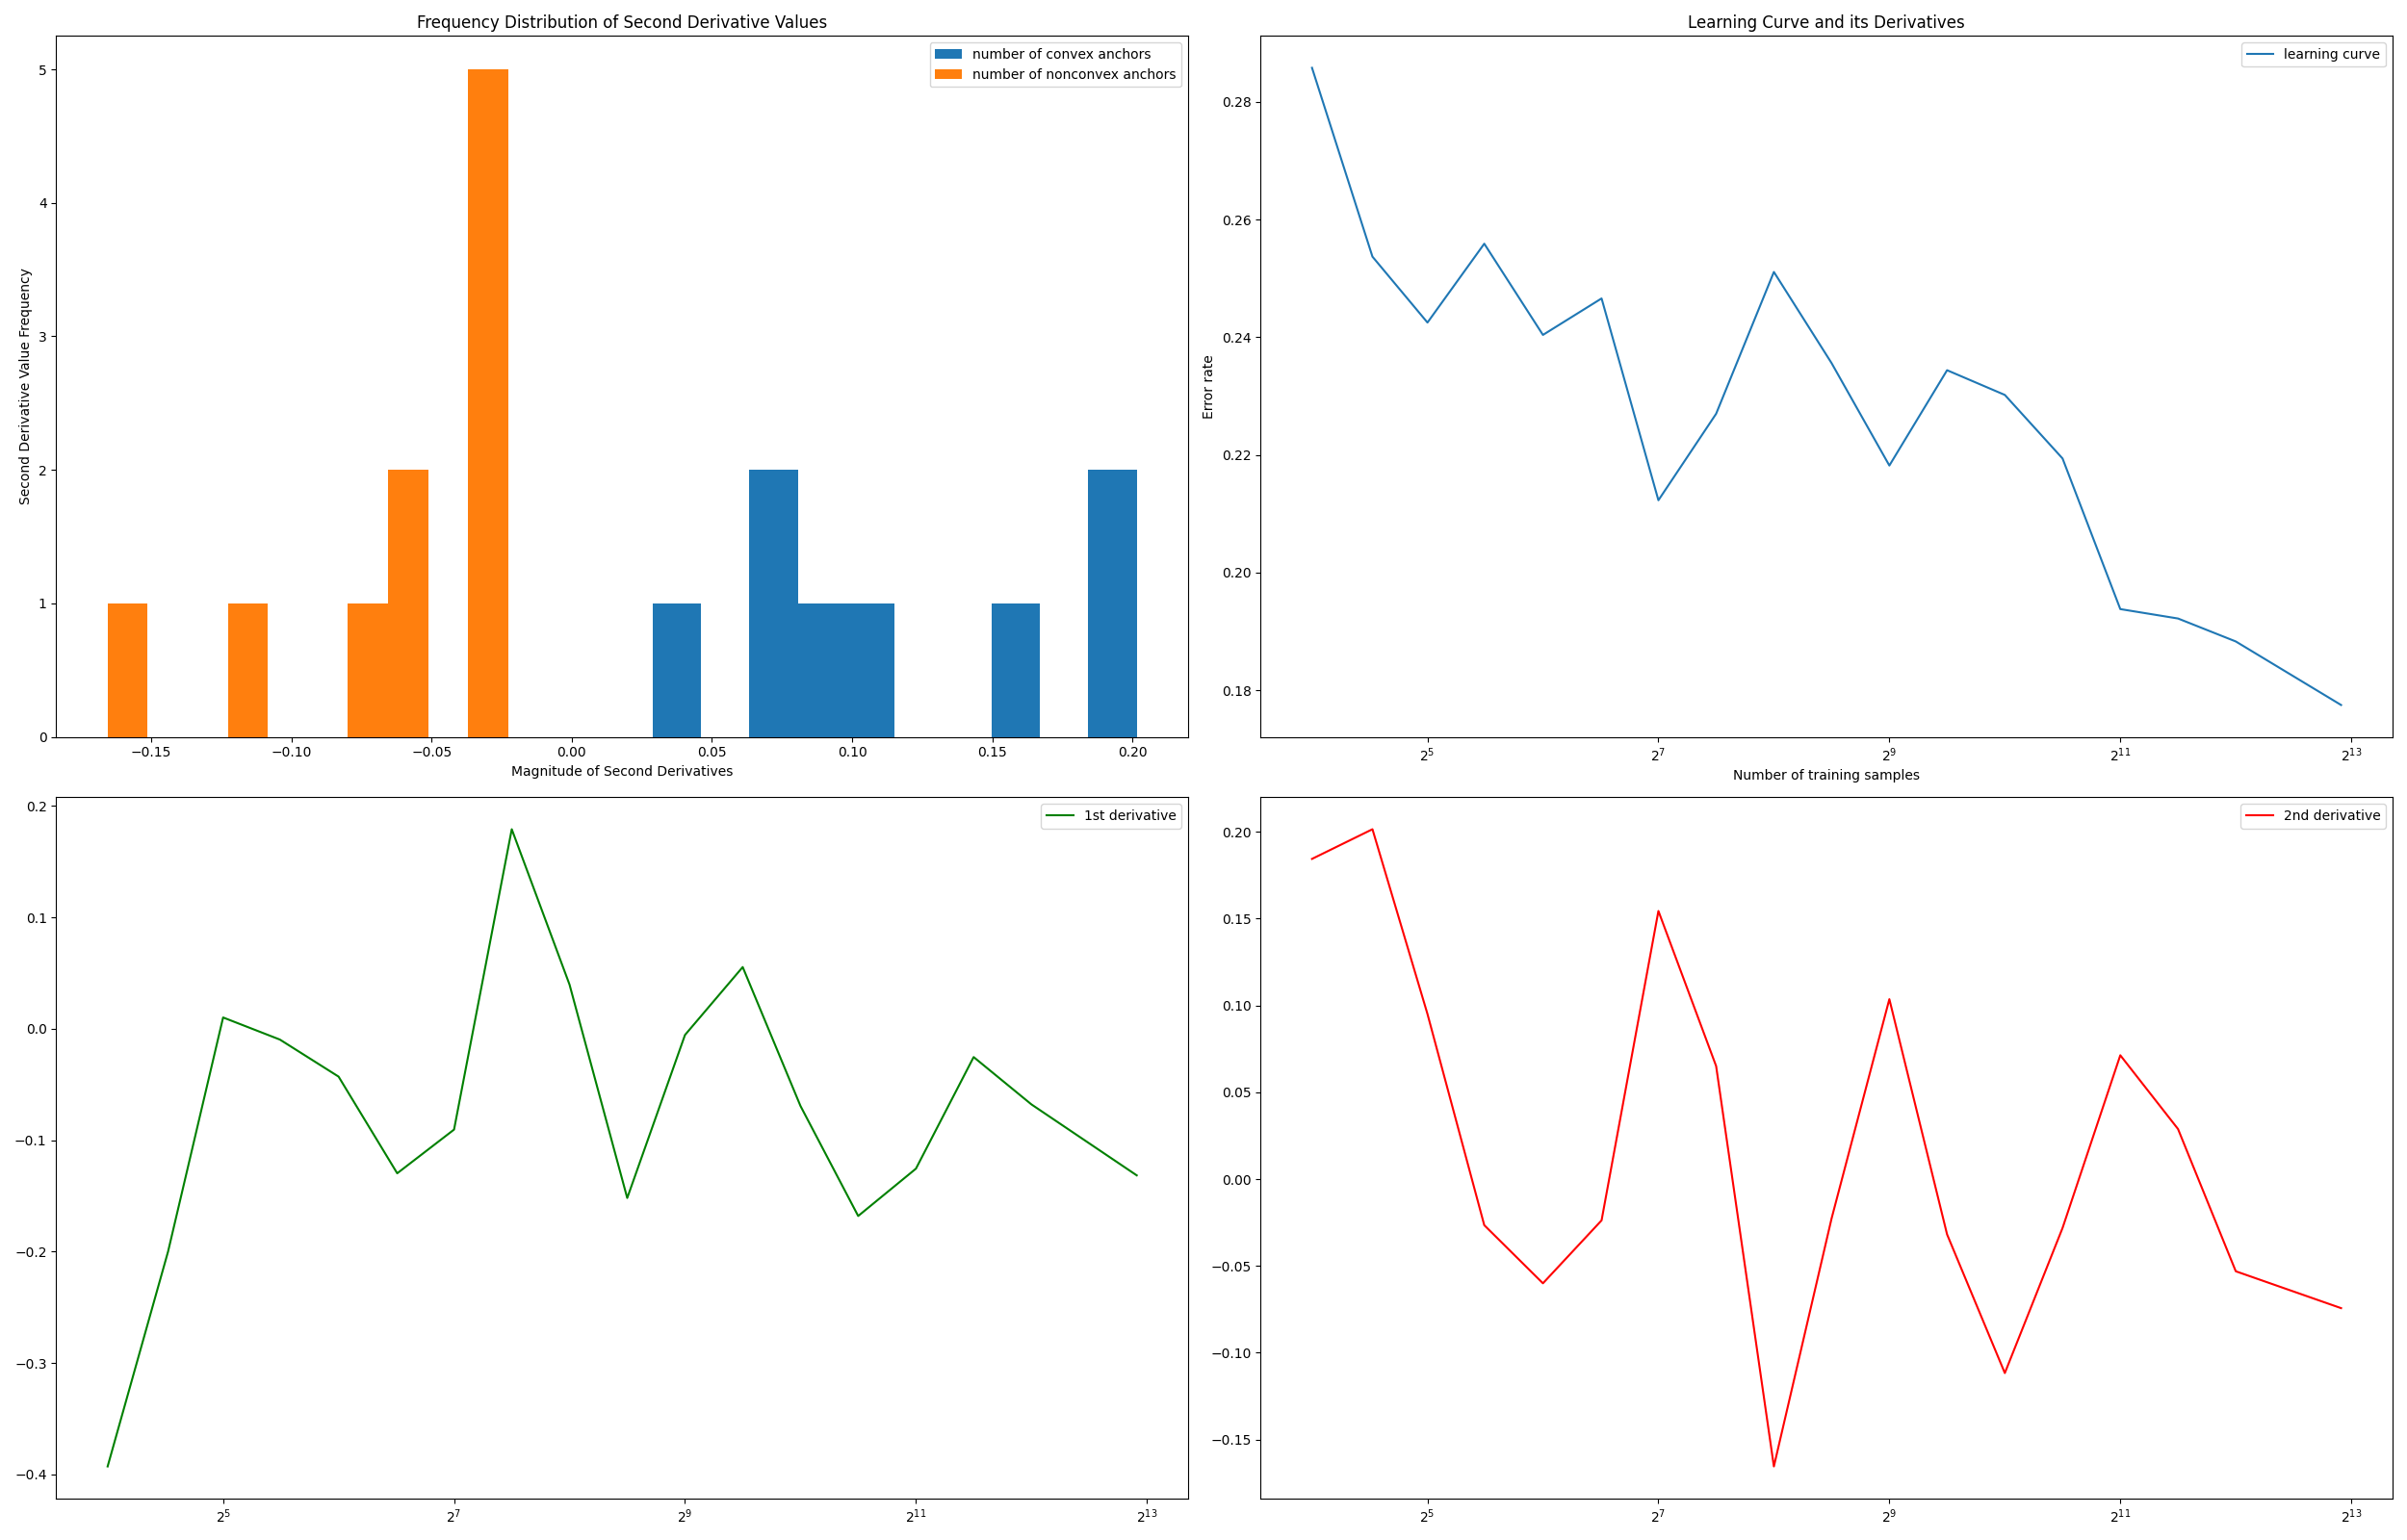 Frequency Distribution of Second Derivative Values
number of convex anchors
number of nonconvex anchors
5
4
3
2
1
0
Second Derivative Value Frequency
−0.15 −0.10 −0.05 0.00 0.05 0.10 0.15 0.20
Magnitude of Second Derivatives
Learning Curve and its Derivatives
learning curve
0.28
0.26
0.24
0.22
0.20
0.18
Error rate
2^5 2^7 2^9 2^11 2^13
Number of training samples
1st derivative
0.2
0.1
0.0
−0.1
−0.2
−0.3
−0.4
2^5 2^7 2^9 2^11 2^13
2nd derivative
0.20
0.15
0.10
0.05
0.00
−0.05
−0.10
−0.15
2^5 2^7 2^9 2^11 2^13